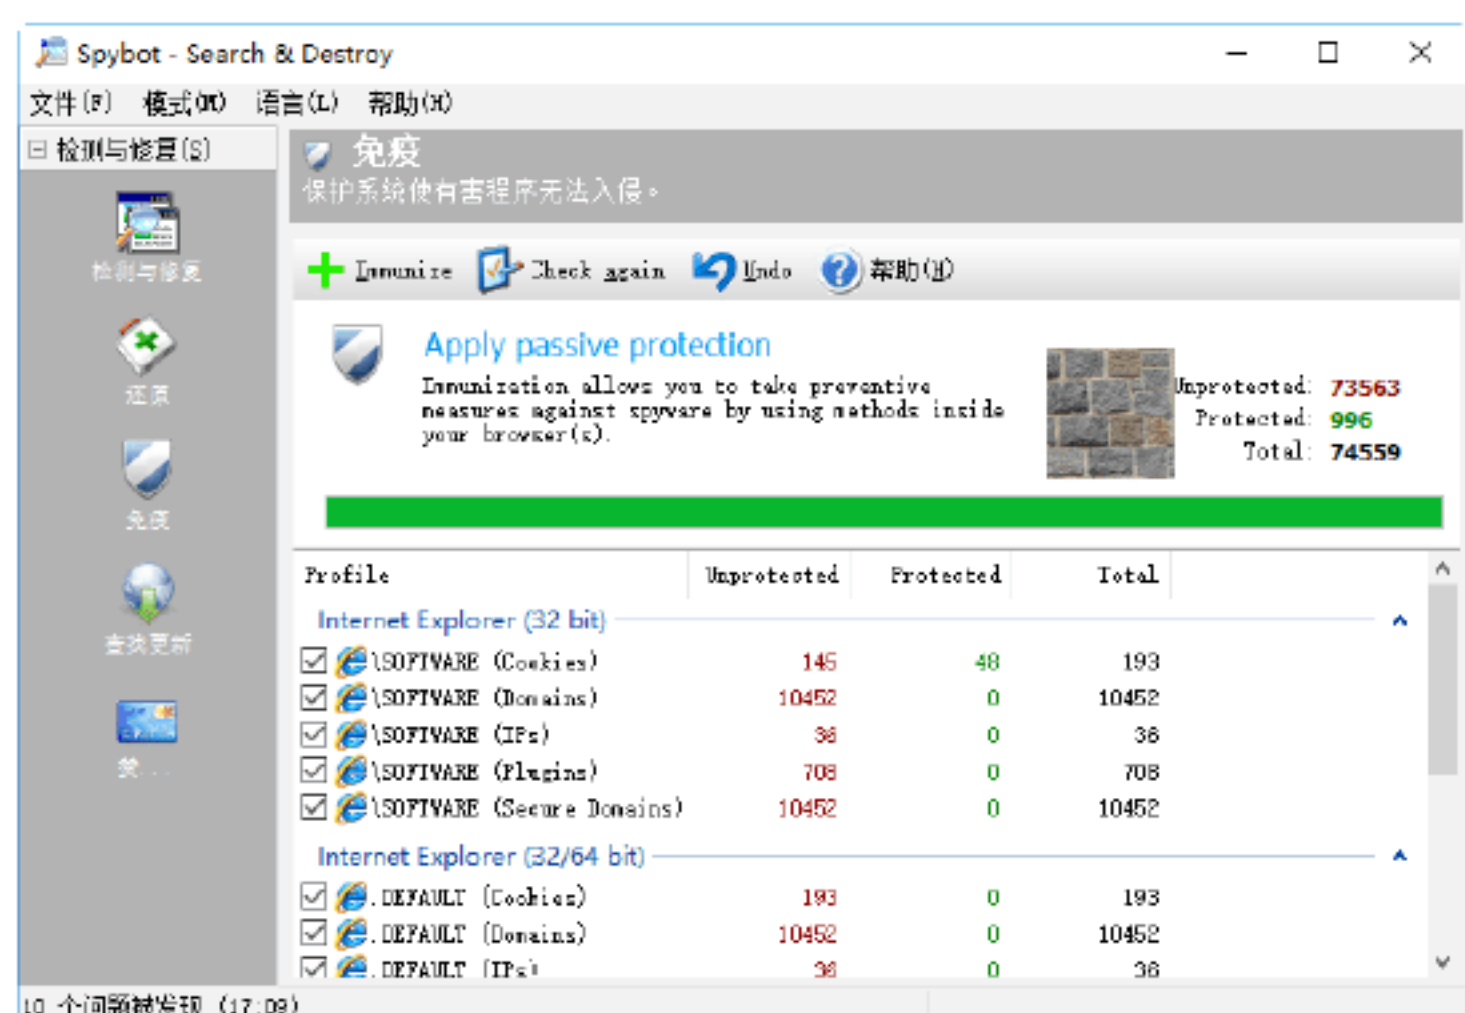 Spybot - Search & Destroy
文件(F) 模式(M) 语言(L) 帮助(H)
检测与修复(S)
免疫
保护系统使有害程序无法入侵。
检测与修复
还原
免疫
查找更新
赞...
Immunize Check again Undo 帮助(H)
Apply passive protection
Immunization allows you to take preventive
measures against spyware by using methods inside
your browser(s).
Unprotected: 73563
Protected: 996
Total: 74559
Profile Unprotected Protected Total
Internet Explorer (32 bit)
\SOFTWARE (Cookies) 145 48 193
\SOFTWARE (Domains) 10452 0 10452
\SOFTWARE (IPs) 36 0 36
\SOFTWARE (Plugins) 708 0 708
\SOFTWARE (Secure Domains) 10452 0 10452
Internet Explorer (32/64 bit)
.DEFAULT (Cookies) 193 0 193
.DEFAULT (Domains) 10452 0 10452
.DEFAULT (IPs) 36 0 36
10 个问题被发现 (17:09)